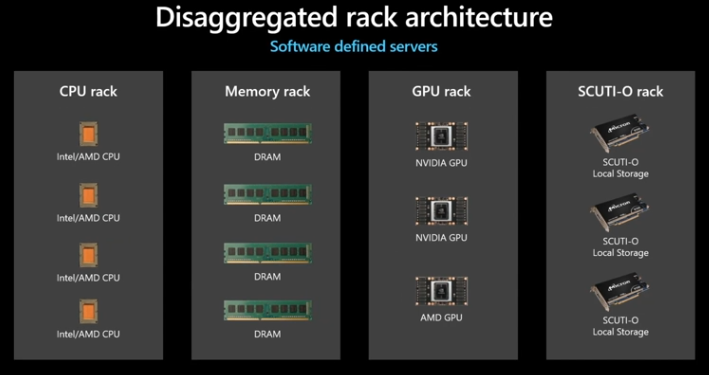 Disaggregated rack architecture
Software defined servers
CPU rack
Intel/AMD CPU
Intel/AMD CPU
Intel/AMD CPU
Intel/AMD CPU
Memory rack
DRAM
DRAM
DRAM
DRAM
GPU rack
NVIDIA GPU
NVIDIA GPU
AMD GPU
SCUTI-O rack
SCUTI-O
Local Storage
SCUTI-O
Local Storage
SCUTI-O
Local Storage